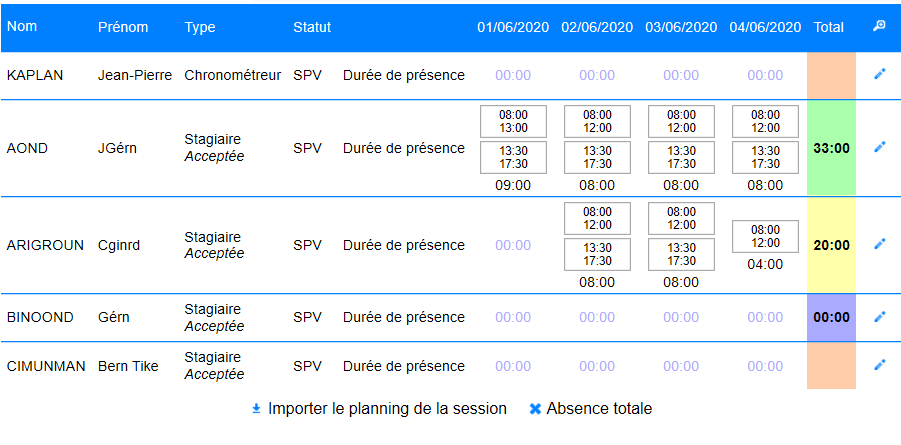 Nom Prénom Type Statut 01/06/2020 02/06/2020 03/06/2020 04/06/2020 Total
KAPLAN Jean-Pierre Chronométreur SPV Durée de présence 00:00 00:00 00:00 00:00
08:00 08:00 08:00 08:00
13:00 12:00 12:00 12:00
AOND JGérn Stagiaire SPV Durée de présence 13:30 13:30 13:30 13:30 33:00
Acceptée 17:30 17:30 17:30 17:30
09:00 08:00 08:00 08:00
08:00 08:00
12:00 12:00
ARIGROUN Cginrd Stagiaire SPV Durée de présence 00:00 13:30 13:30 08:00 20:00
Acceptée 17:30 17:30 12:00
08:00 08:00 04:00
BINOOND Gérn Stagiaire SPV Durée de présence 00:00 00:00 00:00 00:00 00:00
Acceptée
CIMUNMAN Bern Tike Stagiaire SPV Durée de présence 00:00 00:00 00:00 00:00
Acceptée
Importer le planning de la session Absence totale